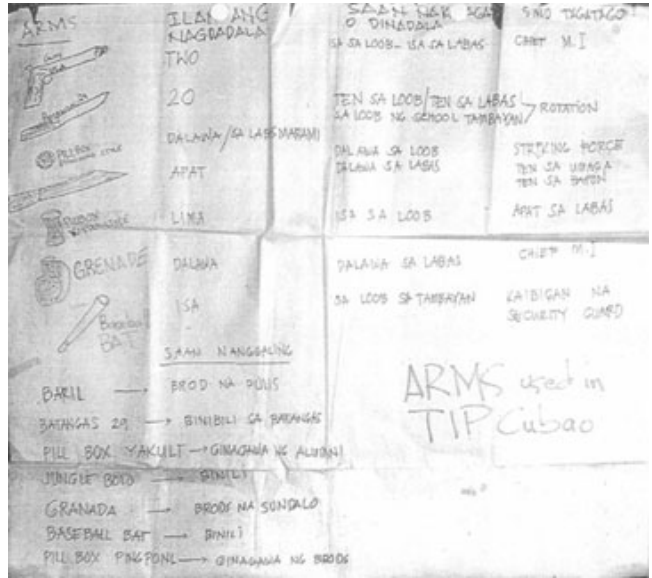 ARMS
ILAN ANG NAGDADALA
SAAN O DINADALA
SINO TAGATAGO
TWO
ISA SA LOOB - ISA SA LABAS
CHIEF M.I
20
TEN SA LOOB / TEN SA LABAS
SA LOOB NG SCHOOL TAMBAYAN
ROTATION
PILLBOX
DALAWA / SA LABAS MARAMI
DALAWA SA LOOB
DALAWA SA LABAS
STRIKING FORCE
TEN SA UMAGA
TEN SA HAPON
APAT
PILLBOX
LIMA
ISA SA LOOB
APAT SA LABAS
GRENADE
DALAWA
DALAWA SA LABAS
CHIEF M.I
Baseball BAT
ISA
SA LOOB SA TAMBAYAN
KAIBIGAN NA SECURITY GUARD
SAAN NANGGALING
BARIL → BROD NA PULIS
BATANGAS 29 → BINIBILI SA BATANGAS
PILL BOX YAKULT → GINAGAWA NG ALUMNI
JUNGLE BOLO → BINILI
GRANADA → BRODS NA SUNDALO
BASEBALL BAT → BINILI
PILL BOX PINGPONG → GINAGAWA NG BRODS
ARMS used in
TIP Cubao